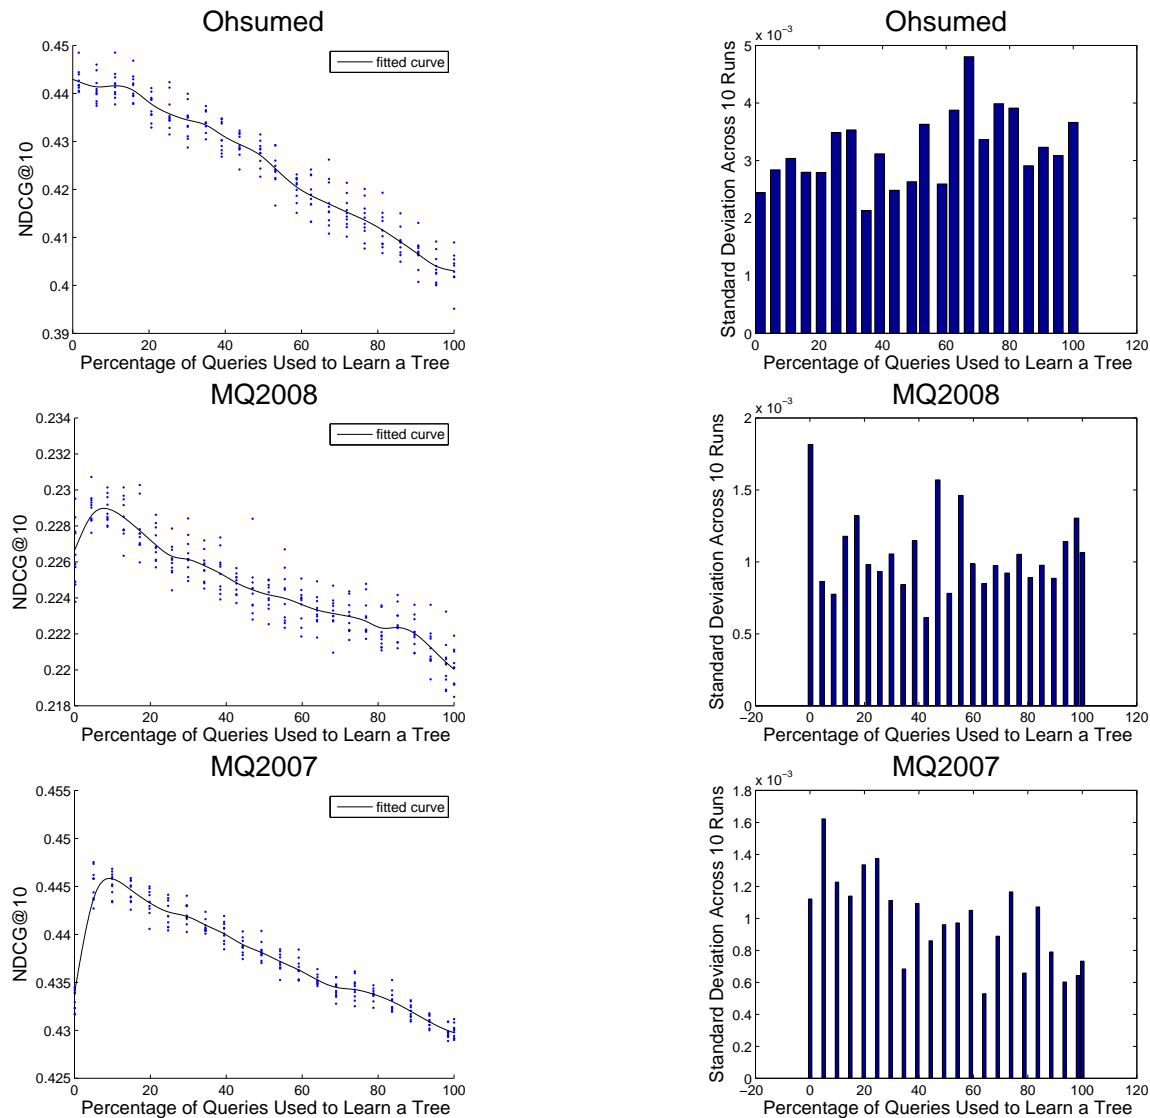 Ohsumed
0.45
0.44
0.43
0.42
0.41
0.4
0.39
NDCG@10
fitted curve
0 20 40 60 80 100
Percentage of Queries Used to Learn a Tree
Ohsumed
x 10⁻³
5
4
3
2
1
0
Standard Deviation Across 10 Runs
0 20 40 60 80 100 120
Percentage of Queries Used to Learn a Tree
MQ2008
0.234
0.232
0.23
0.228
0.226
0.224
0.222
0.22
0.218
NDCG@10
fitted curve
0 20 40 60 80 100
Percentage of Queries Used to Learn a Tree
MQ2008
x 10⁻³
2
1.5
1
0.5
0
Standard Deviation Across 10 Runs
−20 0 20 40 60 80 100 120
Percentage of Queries Used to Learn a Tree
MQ2007
0.455
0.45
0.445
0.44
0.435
0.43
0.425
NDCG@10
fitted curve
0 20 40 60 80 100
Percentage of Queries Used to Learn a Tree
MQ2007
x 10⁻³
1.8
1.6
1.4
1.2
1
0.8
0.6
0.4
0.2
0
Standard Deviation Across 10 Runs
−20 0 20 40 60 80 100 120
Percentage of Queries Used to Learn a Tree